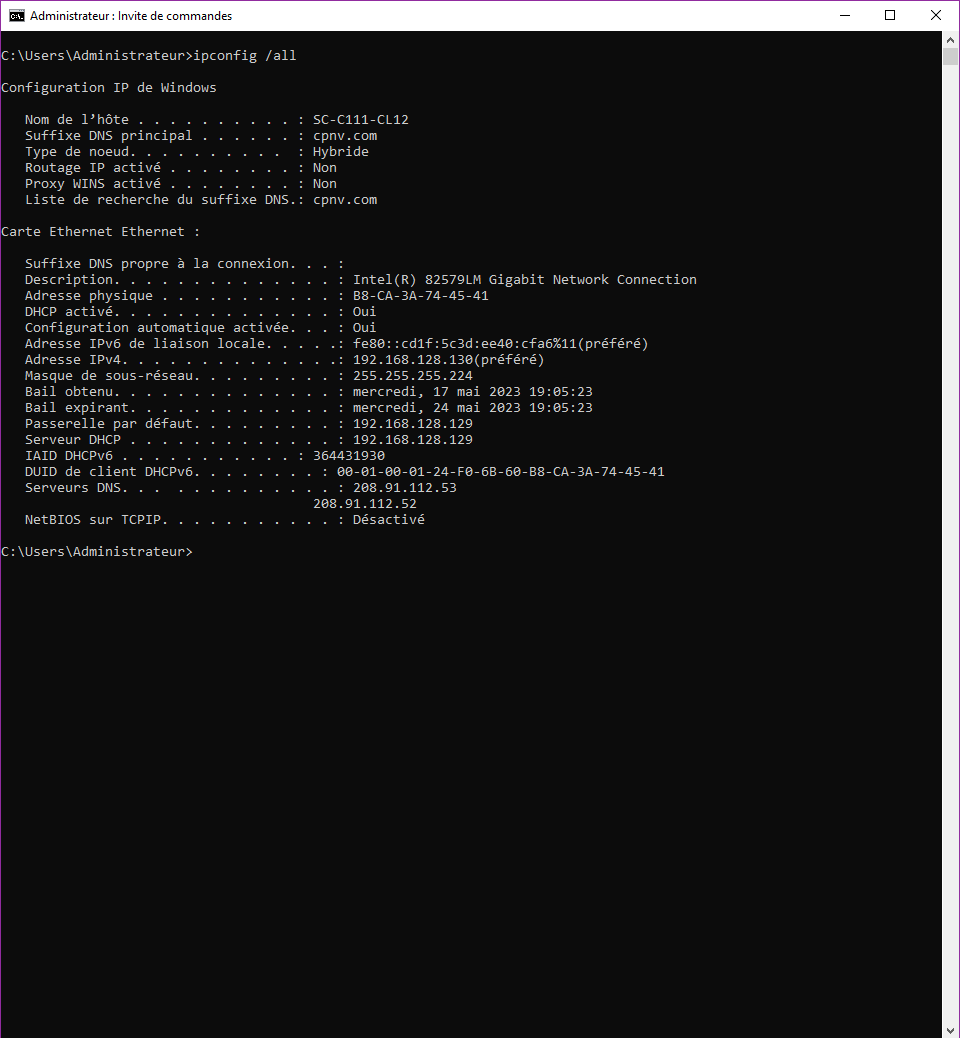 Administrateur : Invite de commandes
C:\Users\Administrateur>ipconfig /all
Configuration IP de Windows
Nom de l’hôte . . . . . . . . . . : SC-C111-CL12
Suffixe DNS principal . . . . . . : cpnv.com
Type de noeud. . . . . . . . . .  : Hybride
Routage IP activé . . . . . . . . : Non
Proxy WINS activé . . . . . . . . : Non
Liste de recherche du suffixe DNS.: cpnv.com
Carte Ethernet Ethernet :
Suffixe DNS propre à la connexion. . . :
Description. . . . . . . . . . . . . . : Intel(R) 82579LM Gigabit Network Connection
Adresse physique . . . . . . . . . . . : B8-CA-3A-74-45-41
DHCP activé. . . . . . . . . . . . . . : Oui
Configuration automatique activée. . . : Oui
Adresse IPv6 de liaison locale. . . . .: fe80::cd1f:5c3d:ee40:cfa6%11(préféré)
Adresse IPv4. . . . . . . . . . . . . .: 192.168.128.130(préféré)
Masque de sous-réseau. . . . . . . . . : 255.255.255.224
Bail obtenu. . . . . . . . . . . . . . : mercredi, 17 mai 2023 19:05:23
Bail expirant. . . . . . . . . . . . . : mercredi, 24 mai 2023 19:05:23
Passerelle par défaut. . . . . . . . . : 192.168.128.129
Serveur DHCP . . . . . . . . . . . . . : 192.168.128.129
IAID DHCPv6 . . . . . . . . . . . : 364431930
DUID de client DHCPv6. . . . . . . . : 00-01-00-01-24-F0-6B-60-B8-CA-3A-74-45-41
Serveurs DNS. . .  . . . . . . . . . . . : 208.91.112.53
208.91.112.52
NetBIOS sur TCPIP. . . . . . . . . . . : Désactivé
C:\Users\Administrateur>